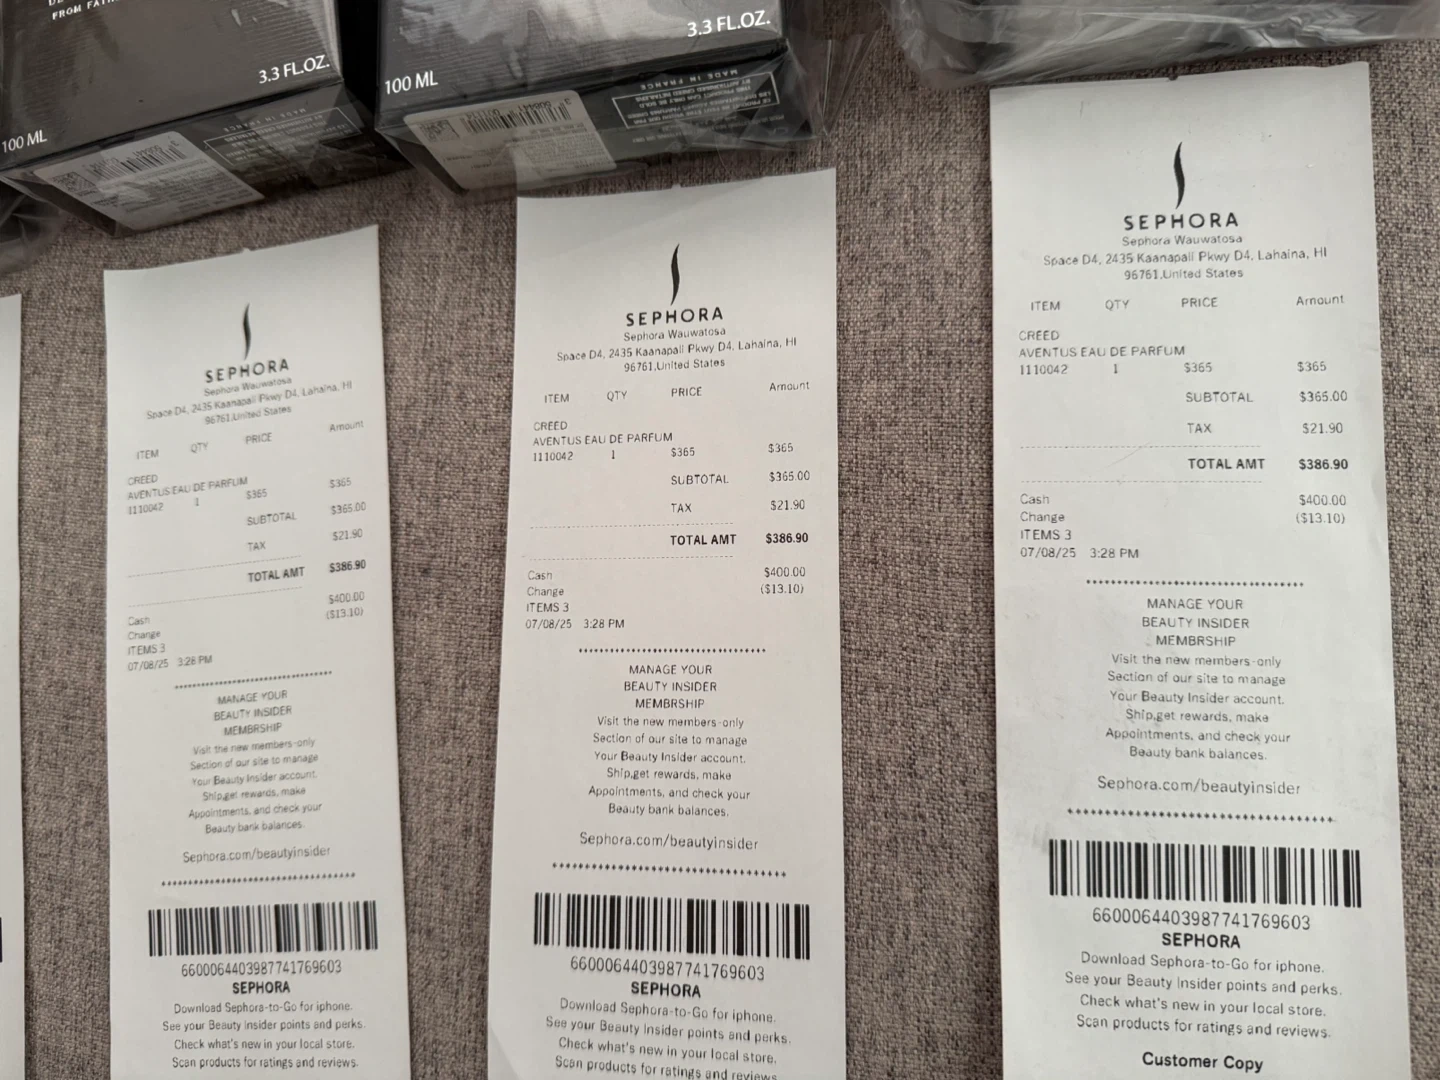 FROM
3.3 FL.OZ.
100 ML
MADE IN FRANCE
3.3 FL.OZ.
100 ML
MADE IN FRANCE
SEPHORA
Sephora Wauwatosa
Space D4, 2435 Kaanapali Pkwy D4, Lahaina, HI
96761,United States
ITEM QTY PRICE Amount
CREED
AVENTUS EAU DE PARFUM
1110042 1 $365 $365
SUBTOTAL $365.00
TAX $21.90
TOTAL AMT $386.90
Cash $400.00
Change ($13.10)
ITEMS 3
07/08/25 3:28 PM
MANAGE YOUR
BEAUTY INSIDER
MEMBRSHIP
Visit the new members-only
Section of our site to manage
Your Beauty Insider account.
Ship,get rewards, make
Appointments, and check your
Beauty bank balances.
Sephora.com/beautyinsider
6600064403987741769603
SEPHORA
Download Sephora-to-Go for iphone.
See your Beauty Insider points and perks.
Check what's new in your local store.
Scan products for ratings and reviews.
SEPHORA
Sephora Wauwatosa
Space D4, 2435 Kaanapali Pkwy D4, Lahaina, HI
96761,United States
ITEM QTY PRICE Amount
CREED
AVENTUS EAU DE PARFUM
1110042 1 $365 $365
SUBTOTAL $365.00
TAX $21.90
TOTAL AMT $386.90
Cash $400.00
Change ($13.10)
ITEMS 3
07/08/25 3:28 PM
MANAGE YOUR
BEAUTY INSIDER
MEMBRSHIP
Visit the new members-only
Section of our site to manage
Your Beauty Insider account.
Ship,get rewards, make
Appointments, and check your
Beauty bank balances.
Sephora.com/beautyinsider
6600064403987741769603
SEPHORA
Download Sephora-to-Go for iphone.
See your Beauty Insider points and perks.
Check what's new in your local store.
Scan products for ratings and reviews
SEPHORA
Sephora Wauwatosa
Space D4, 2435 Kaanapali Pkwy D4, Lahaina, HI
96761,United States
ITEM QTY PRICE Amount
CREED
AVENTUS EAU DE PARFUM
1110042 1 $365 $365
SUBTOTAL $365.00
TAX $21.90
TOTAL AMT $386.90
Cash $400.00
Change ($13.10)
ITEMS 3
07/08/25 3:28 PM
MANAGE YOUR
BEAUTY INSIDER
MEMBRSHIP
Visit the new members-only
Section of our site to manage
Your Beauty Insider account.
Ship,get rewards, make
Appointments, and check your
Beauty bank balances.
Sephora.com/beautyinsider
6600064403987741769603
SEPHORA
Download Sephora-to-Go for iphone.
See your Beauty Insider points and perks.
Check what's new in your local store.
Scan products for ratings and reviews.
Customer Copy